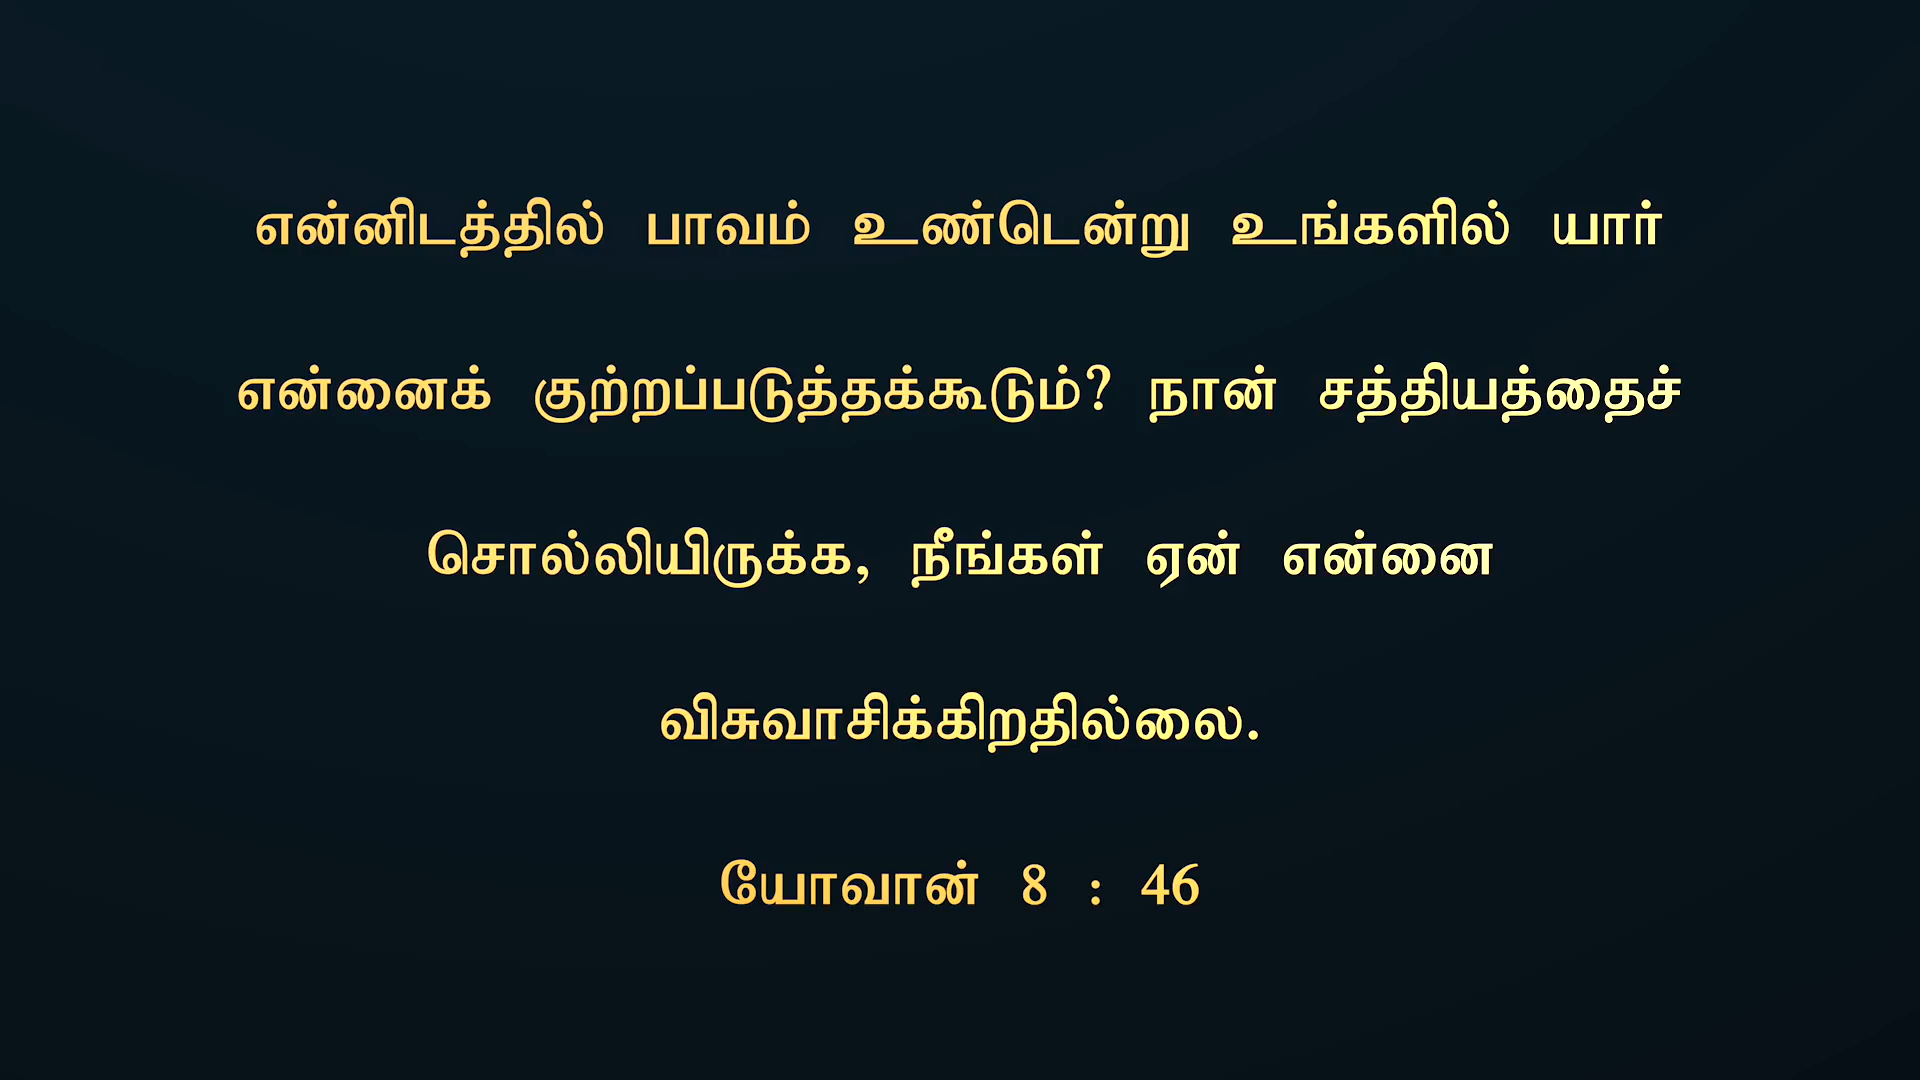 என்னிடத்தில் பாவம் உண்டென்று உங்களில் யார்
என்னைக் குற்றப்படுத்தக்கூடும்? நான் சத்தியத்தைச்
சொல்லியிருக்க, நீங்கள் ஏன் என்னை
விசுவாசிக்கிறதில்லை.
யோவான் 8 : 46